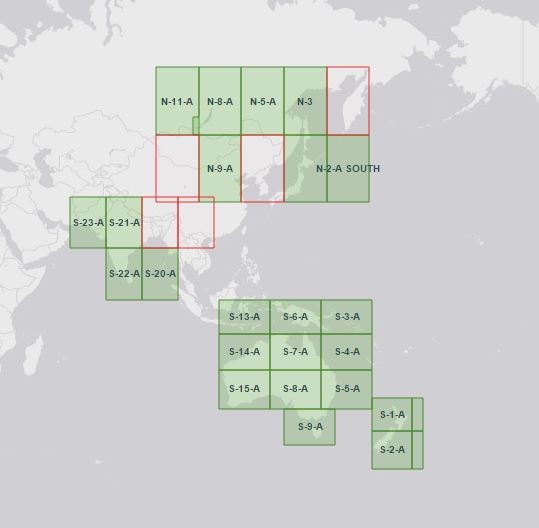 N-11-A N-8-A N-5-A N-3
N-9-A N-2-A SOUTH
S-23-A S-21-A
S-22-A S-20-A
S-13-A S-6-A S-3-A
S-14-A S-7-A S-4-A
S-15-A S-8-A S-5-A
S-1-A
S-9-A
S-2-A